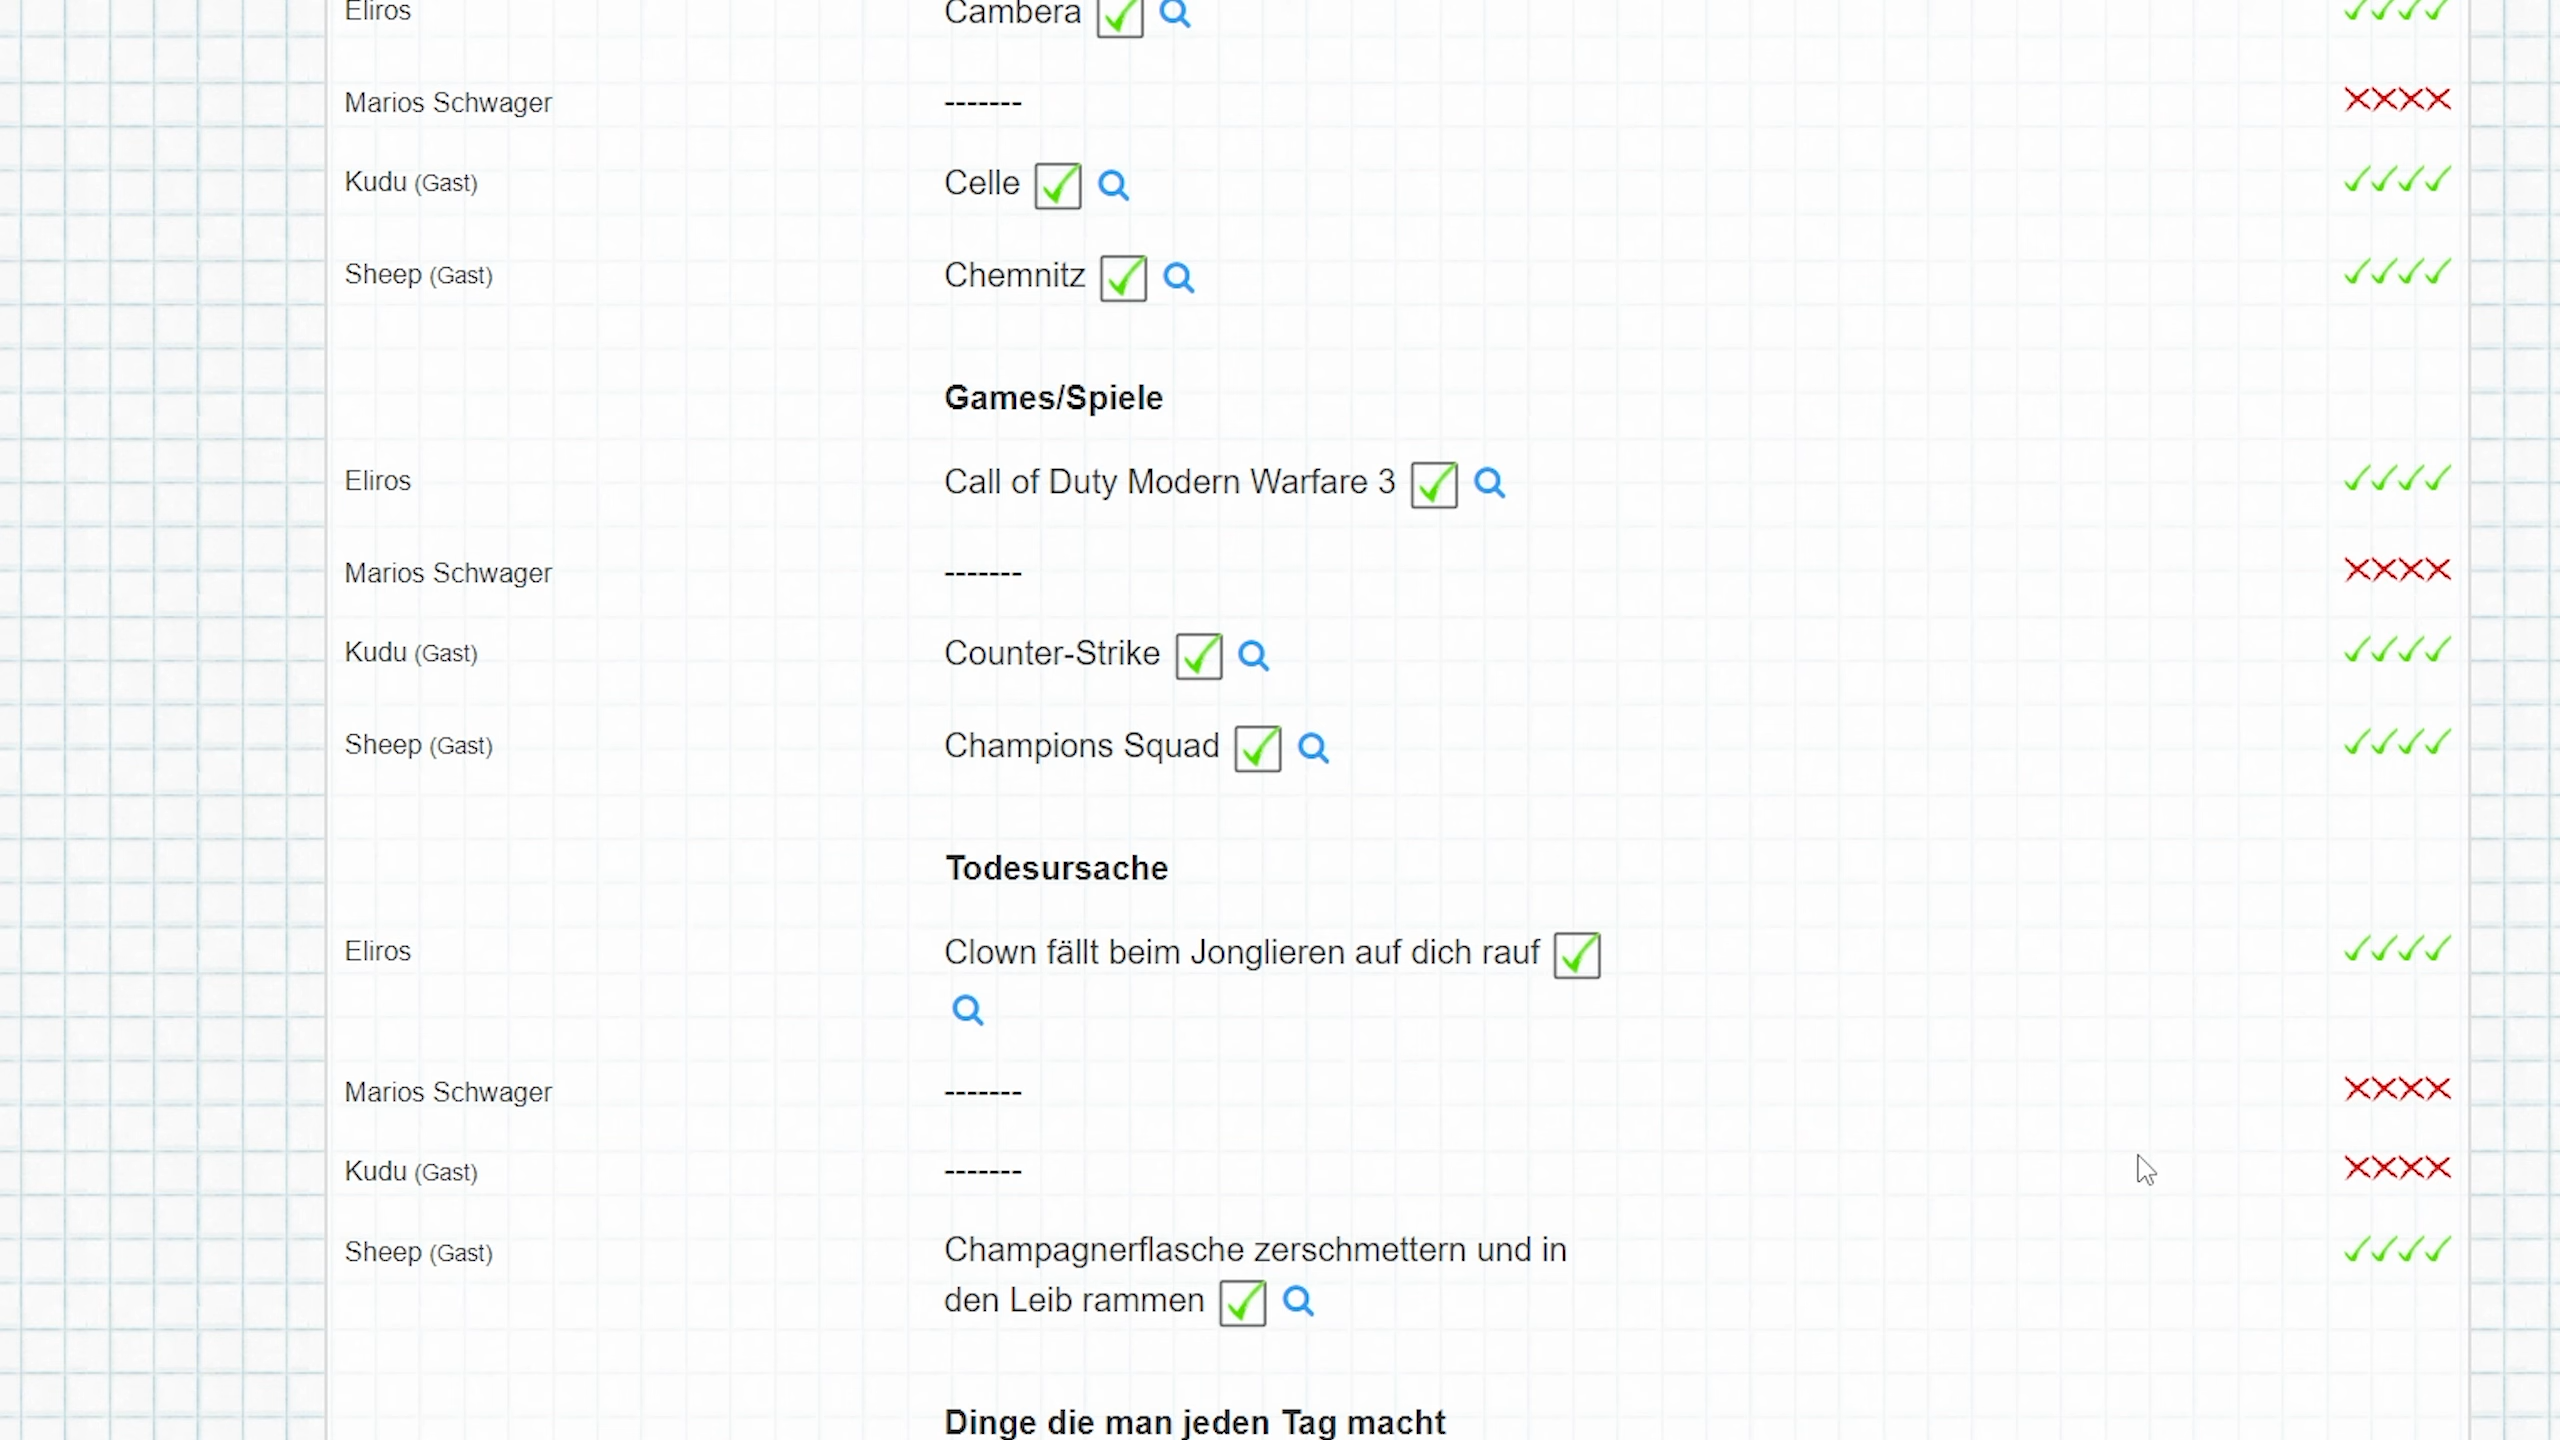 Eliros Cambera
Marios Schwager -------
Kudu (Gast) Celle
Sheep (Gast) Chemnitz
Games/Spiele
Eliros Call of Duty Modern Warfare 3
Marios Schwager -------
Kudu (Gast) Counter-Strike
Sheep (Gast) Champions Squad
Todesursache
Eliros Clown fällt beim Jonglieren auf dich rauf
Marios Schwager -------
Kudu (Gast) -------
Sheep (Gast) Champagnerflasche zerschmettern und in
den Leib rammen
Dinge die man jeden Tag macht